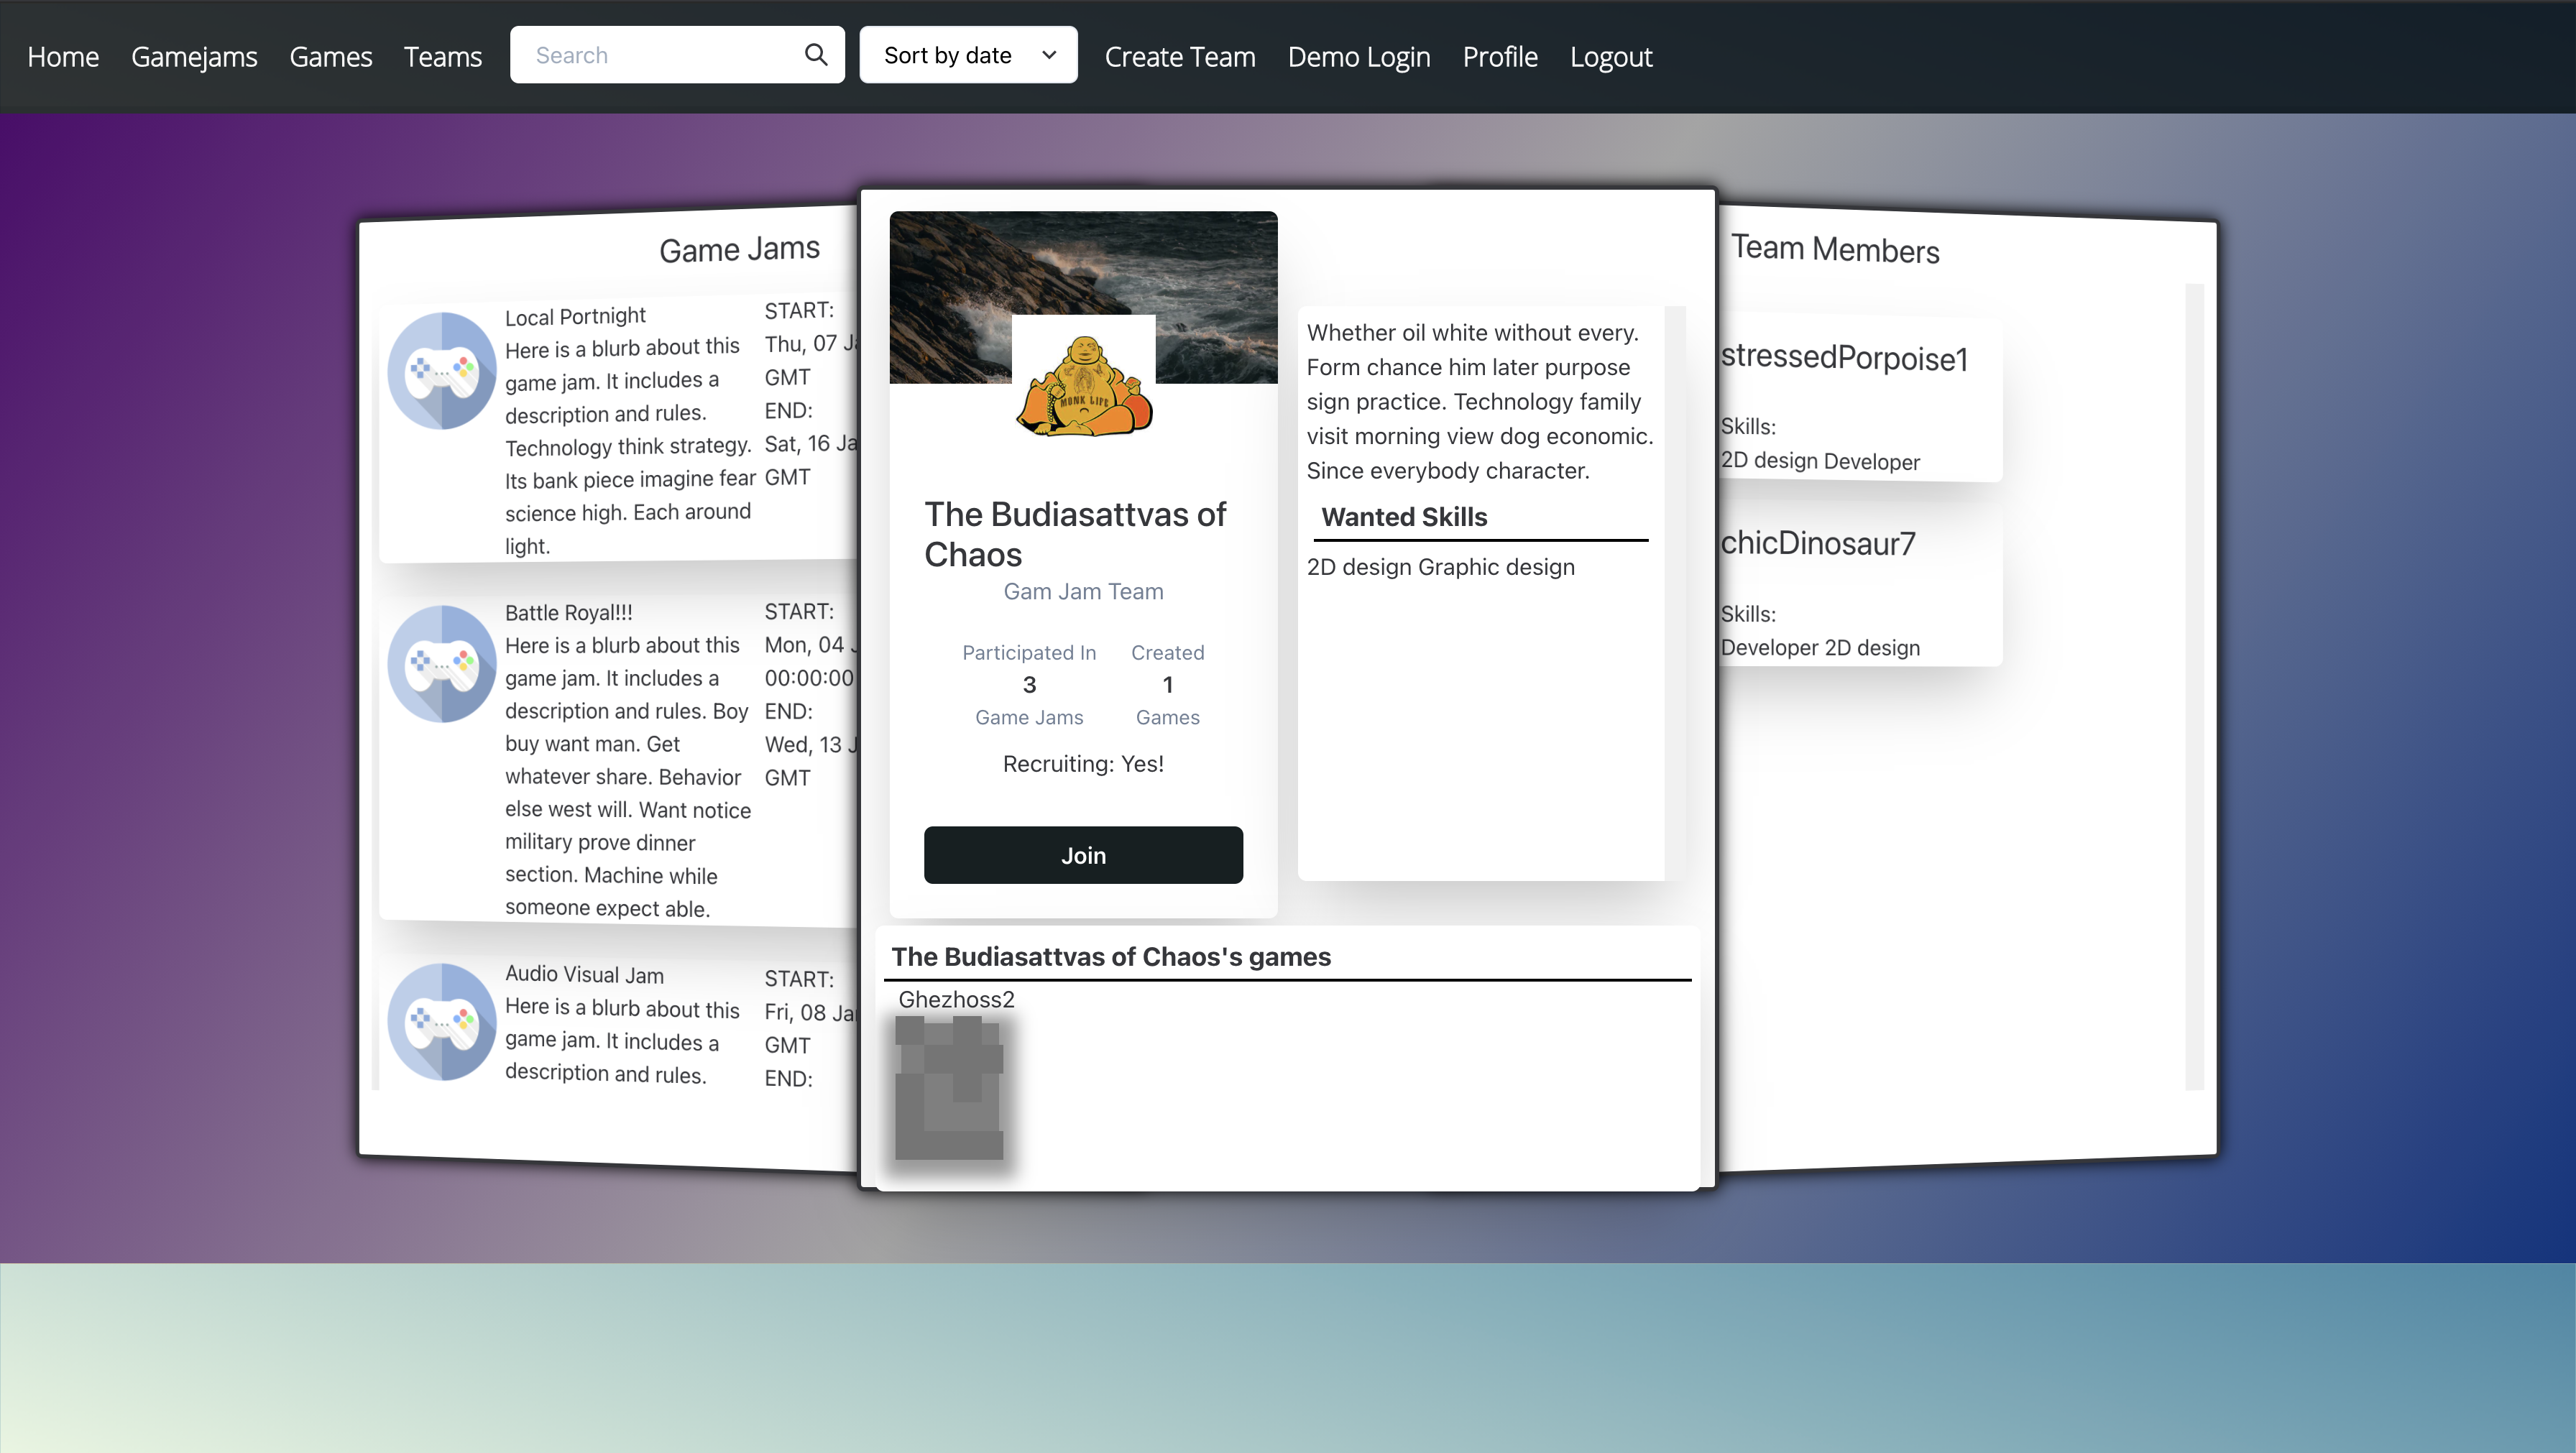 Home Gamejams Games Teams Search Sort by date Create Team Demo Login Profile Logout
Game Jams
Local Portnight
Here is a blurb about this
game jam. It includes a
description and rules.
Technology think strategy.
Its bank piece imagine fear
science high. Each around
light.
START:
Thu, 07
GMT
END:
Sat, 16
GMT
Battle Royal!!!
Here is a blurb about this
game jam. It includes a
description and rules. Boy
buy want man. Get
whatever share. Behavior
else west will. Want notice
military prove dinner
section. Machine while
someone expect able.
START:
Mon, 04
00:00:00
END:
Wed, 13
GMT
Audio Visual Jam
Here is a blurb about this
game jam. It includes a
description and rules.
START:
Fri, 08
GMT
END:
MONK LIFE
The Budiasattvas of
Chaos
Gam Jam Team
Participated In
3
Game Jams
Created
1
Games
Recruiting: Yes!
Join
Whether oil white without every.
Form chance him later purpose
sign practice. Technology family
visit morning view dog economic.
Since everybody character.
Wanted Skills
2D design Graphic design
The Budiasattvas of Chaos's games
Ghezhoss2
Team Members
stressedPorpoise1
Skills:
2D design Developer
chicDinosaur7
Skills:
Developer 2D design